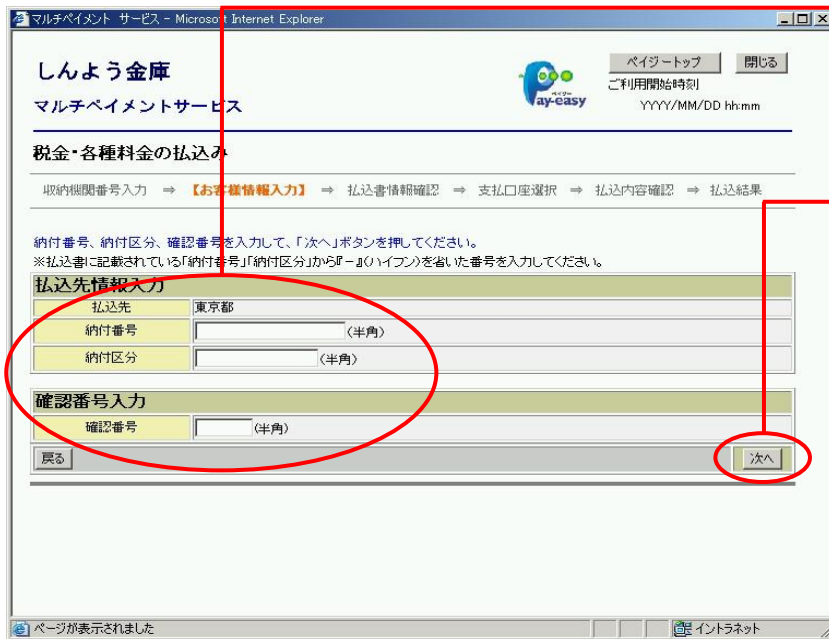 マルチペイメント サービス - Microsoft Internet Explorer
しんよう金庫
マルチペイメントサービス
ペイジー
Pay-easy
ペイジートップ 閉じる
ご利用開始時刻
YYYY/MM/DD hh:mm
税金・各種料金の払込み
収納機関番号入力 ⇒ 【お客様情報入力】 ⇒ 払込書情報確認 ⇒ 支払口座選択 ⇒ 払込内容確認 ⇒ 払込結果
納付番号、納付区分、確認番号を入力して、「次へ」ボタンを押してください。
※払込書に記載されている「納付番号」「納付区分」から『－』(ハイフン)を省いた番号を入力してください。
払込先情報入力
払込先 東京都
納付番号 (半角)
納付区分 (半角)
確認番号入力
確認番号 (半角)
戻る 次へ
ページが表示されました イントラネット